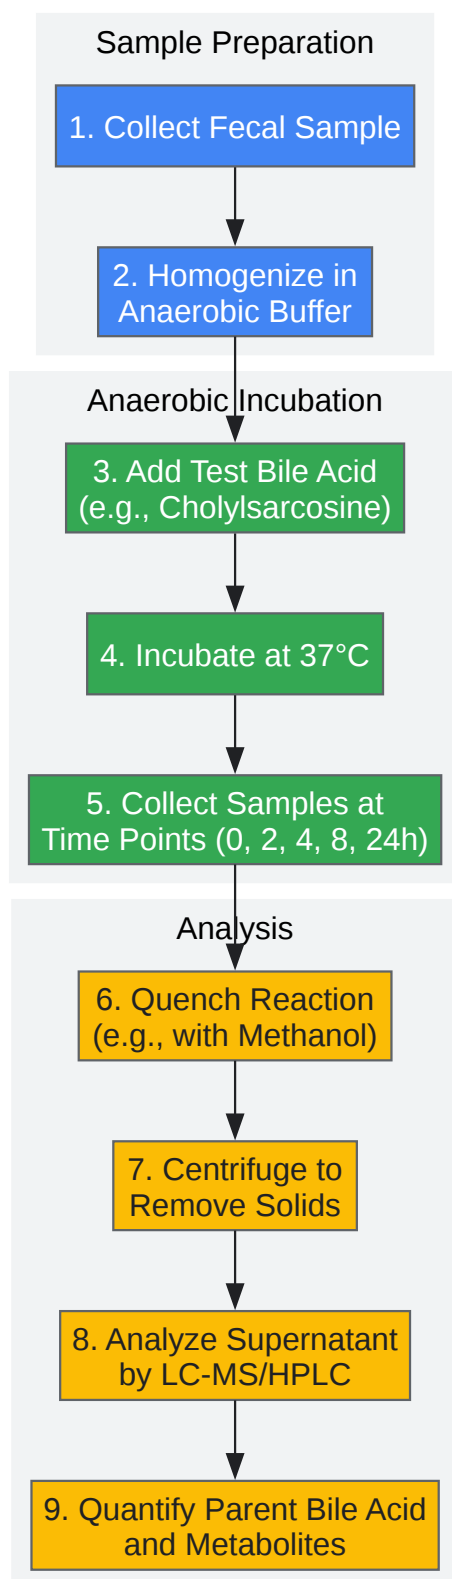 Sample Preparation
1. Collect Fecal Sample
2. Homogenize in
Anaerobic Buffer
Anaerobic Incubation
3. Add Test Bile Acid
(e.g., Cholylsarcosine)
4. Incubate at 37°C
5. Collect Samples at
Time Points (0, 2, 4, 8, 24h)
Analysis
6. Quench Reaction
(e.g., with Methanol)
7. Centrifuge to
Remove Solids
8. Analyze Supernatant
by LC-MS/HPLC
9. Quantify Parent Bile Acid
and Metabolites